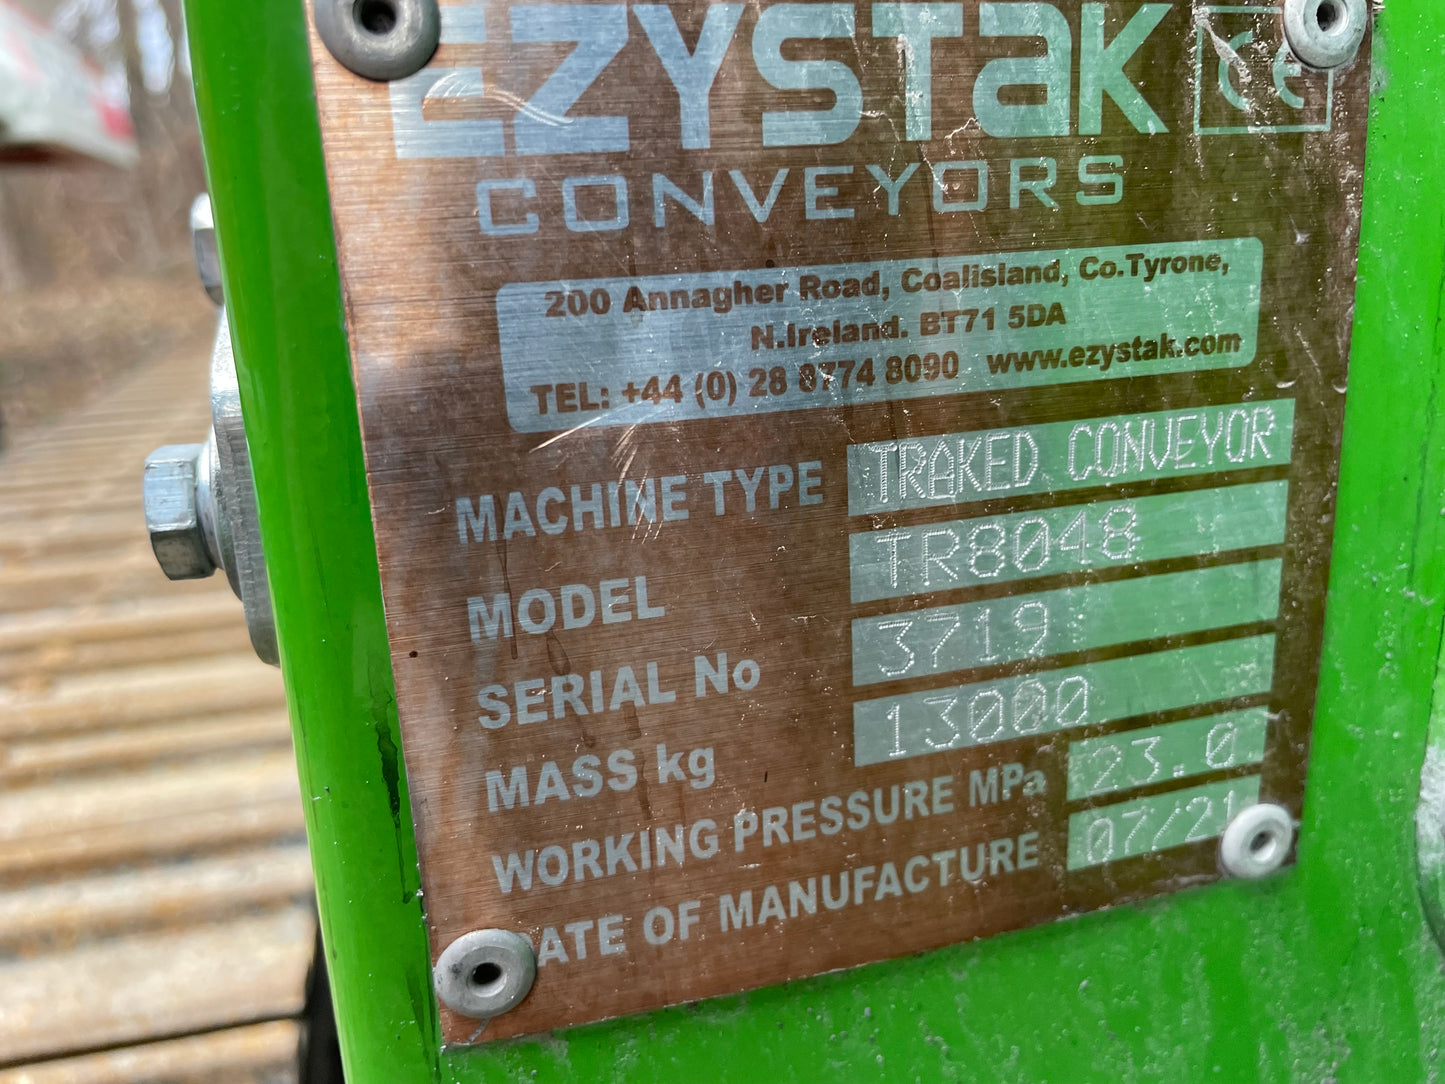 EZYSTAK CE
CONVEYORS
200 Annagher Road, Coalisland, Co.Tyrone,
N.Ireland. BT71 5DA
TEL: +44 (0) 28 8774 8090 www.ezystak.com
MACHINE TYPE TRAKED CONVEYOR
MODEL TR8048
SERIAL No 3719
MASS kg 13000
WORKING PRESSURE MPa 23.0
DATE OF MANUFACTURE 07/21